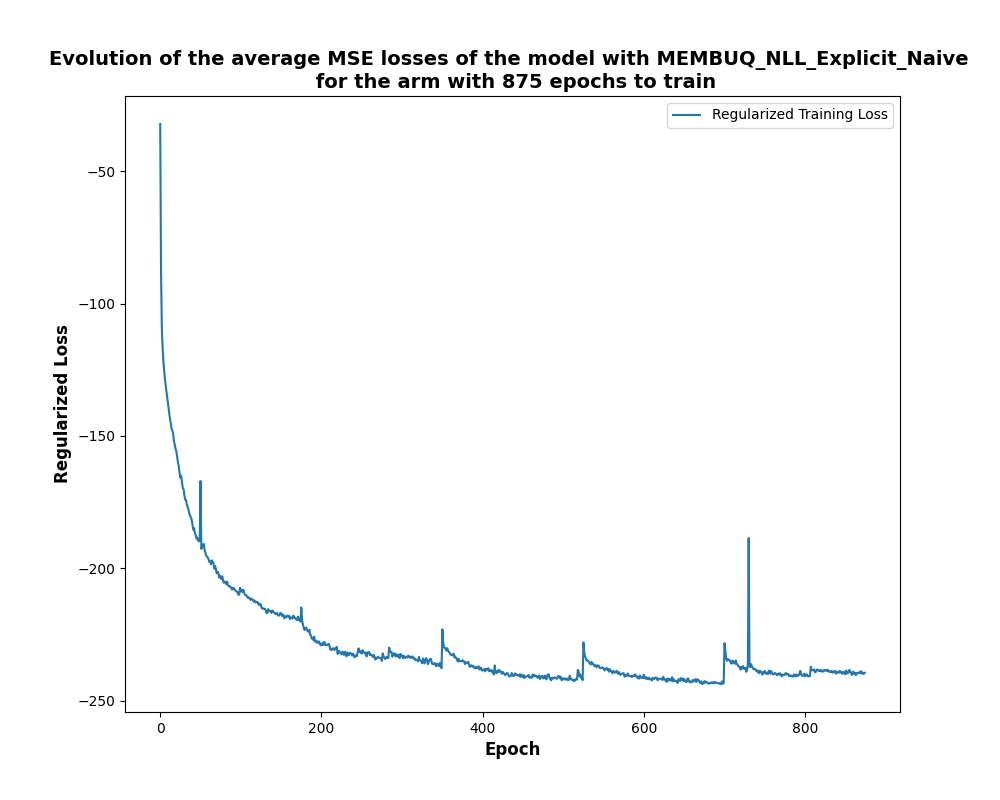 Evolution of the average MSE losses of the model with MEMBUQ_NLL_Explicit_Naive
for the arm with 875 epochs to train
Regularized Training Loss
Regularized Loss
−50
−100
−150
−200
−250
0 200 400 600 800
Epoch